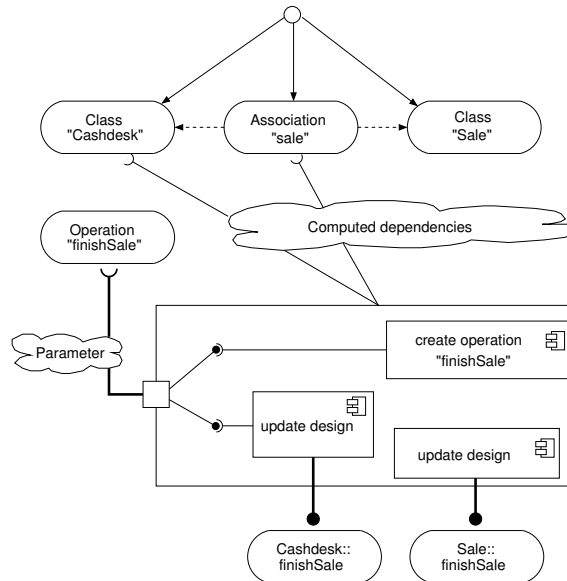 Class
"Cashdesk"
Association
"sale"
Class
"Sale"
Operation
"finishSale"
Computed dependencies
Parameter
create operation
"finishSale"
update design
update design
Cashdesk::
finishSale
Sale::
finishSale